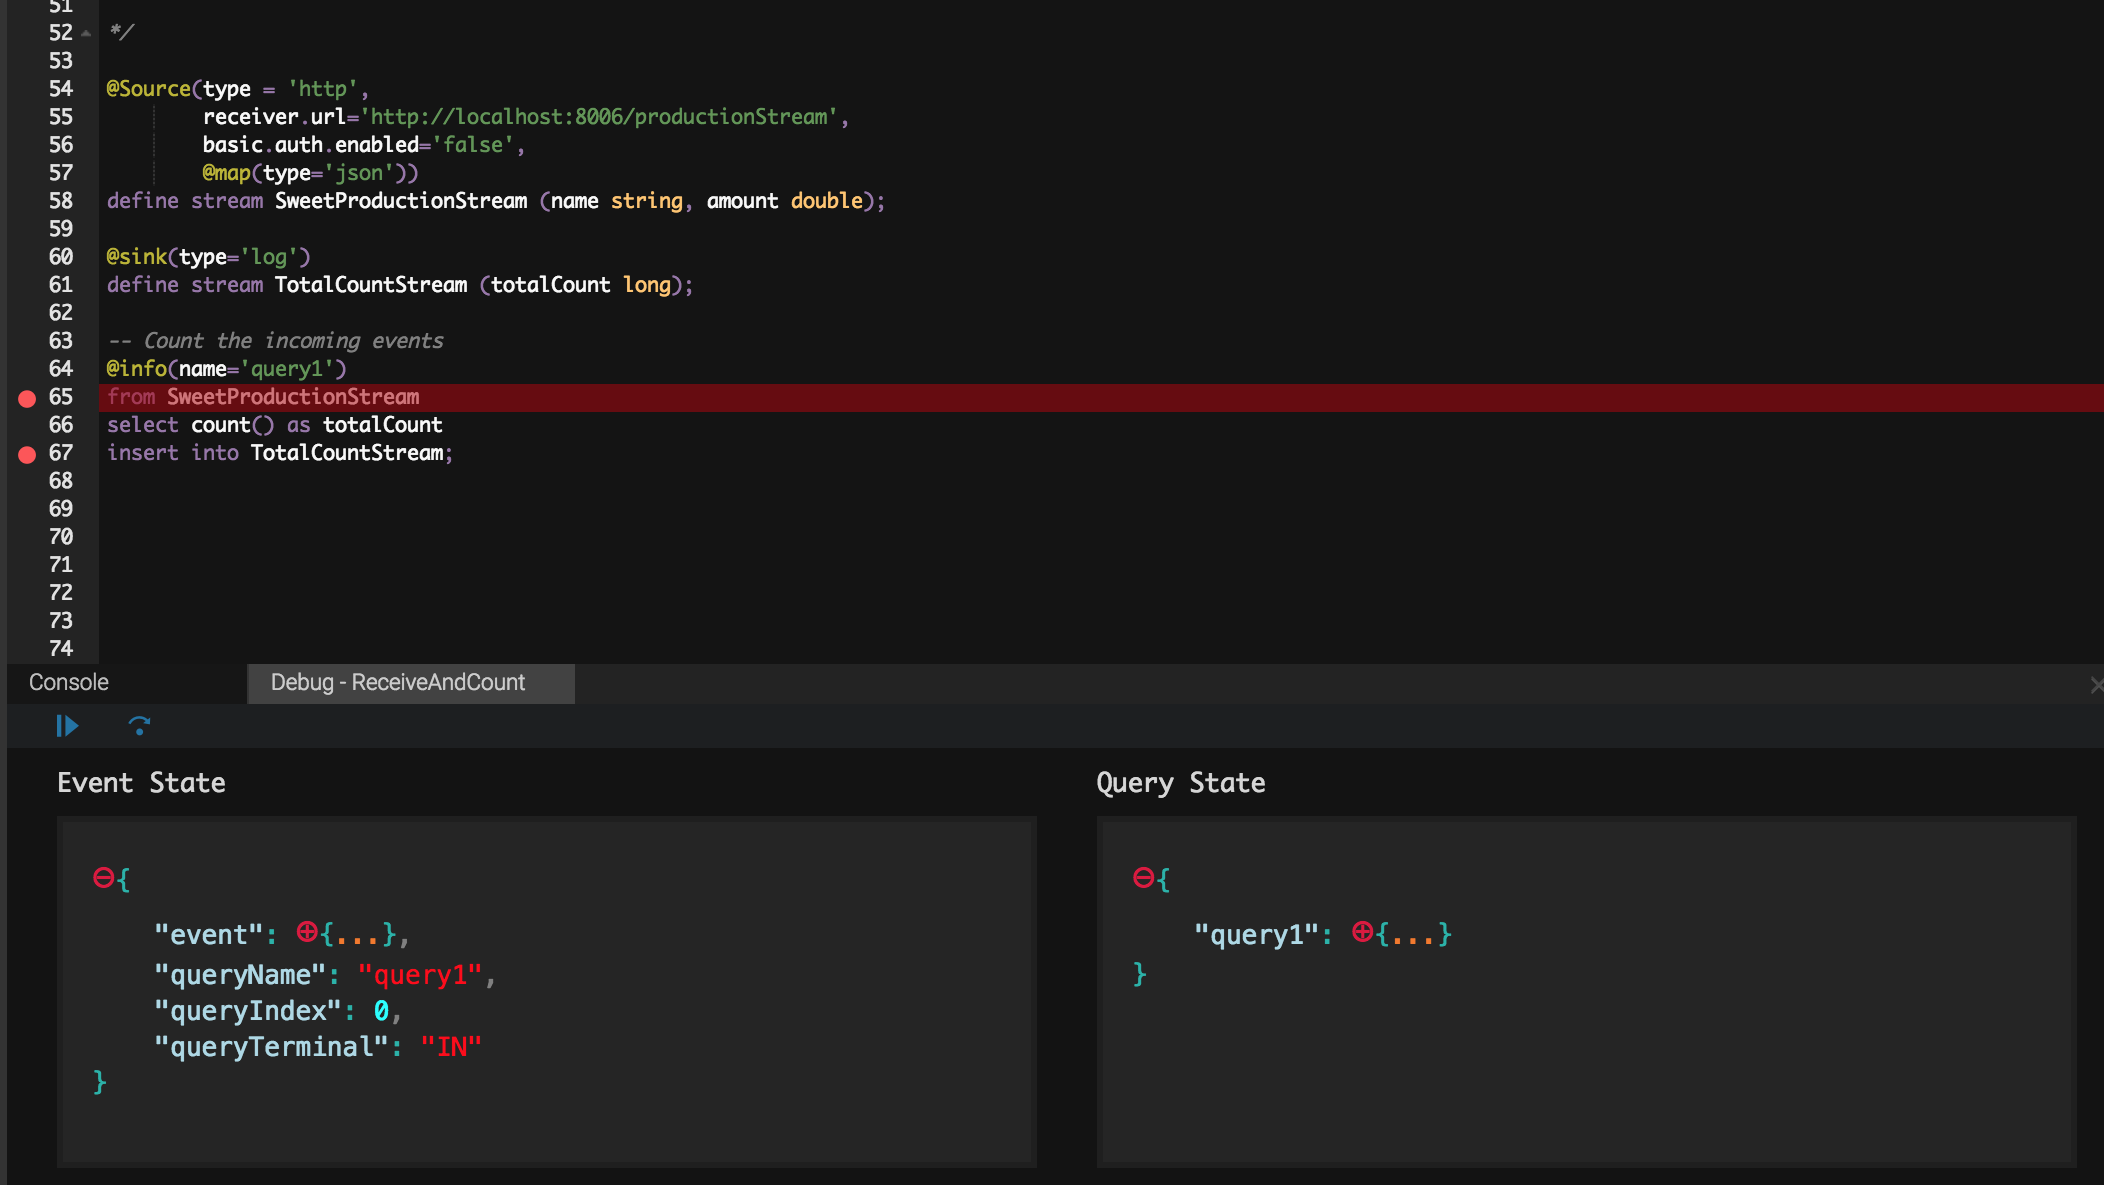 51
52 */
53
54 @Source(type = 'http',
55 receiver.url='http://localhost:8006/productionStream',
56 basic.auth.enabled='false',
57 @map(type='json'))
58 define stream SweetProductionStream (name string, amount double);
59
60 @sink(type='log')
61 define stream TotalCountStream (totalCount long);
62
63 -- Count the incoming events
64 @info(name='query1')
65 from SweetProductionStream
66 select count() as totalCount
67 insert into TotalCountStream;
68
69
70
71
72
73
74
Console Debug - ReceiveAndCount
Event State
{
"event": {...},
"queryName": "query1",
"queryIndex": 0,
"queryTerminal": "IN"
}
Query State
{
"query1": {...}
}